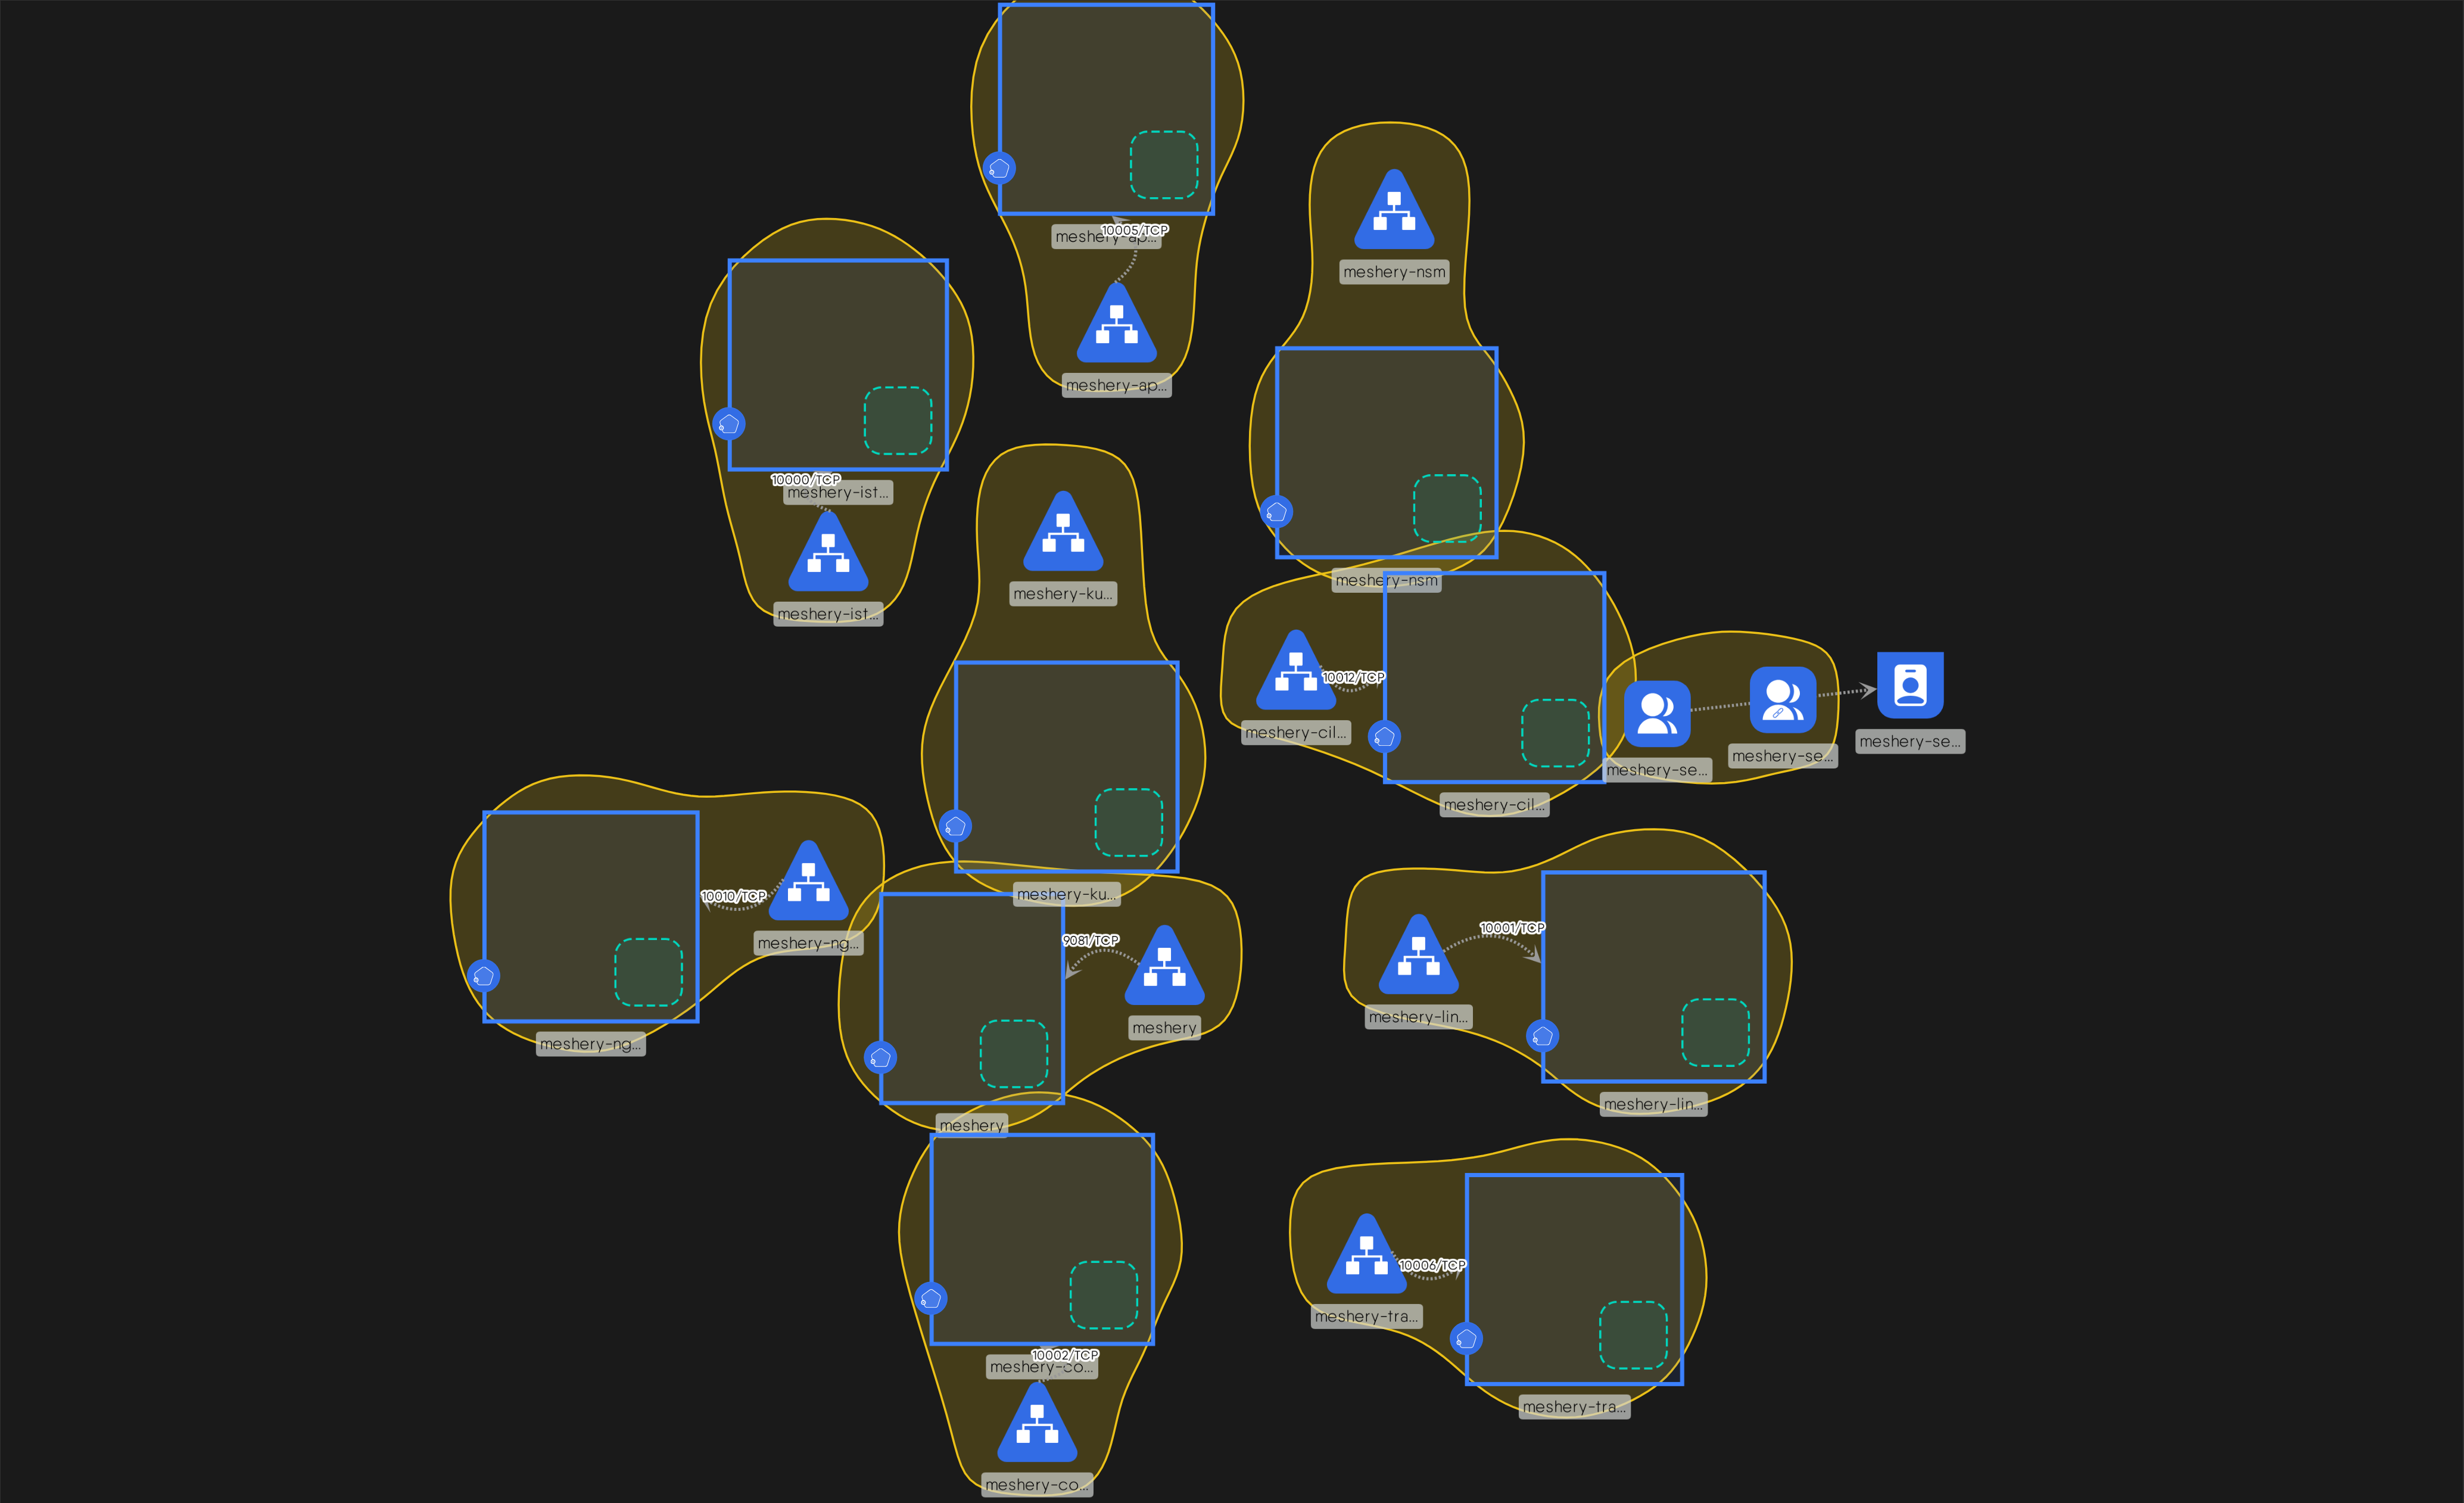 meshery-ap...
10005/TCP
meshery-ap...
meshery-nsm
10000/TCP
meshery-ist...
meshery-ist...
meshery-ku...
meshery-nsm
10012/TCP
meshery-cil...
meshery-cil...
meshery-se...
meshery-se...
meshery-se...
10010/TCP
meshery-ng...
meshery-ng...
meshery-ku...
9081/TCP
meshery
meshery
10001/TCP
meshery-lin...
meshery-lin...
10002/TCP
meshery-co...
meshery-co...
10006/TCP
meshery-tra...
meshery-tra...